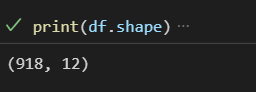 print(df.shape) ···
(918, 12)